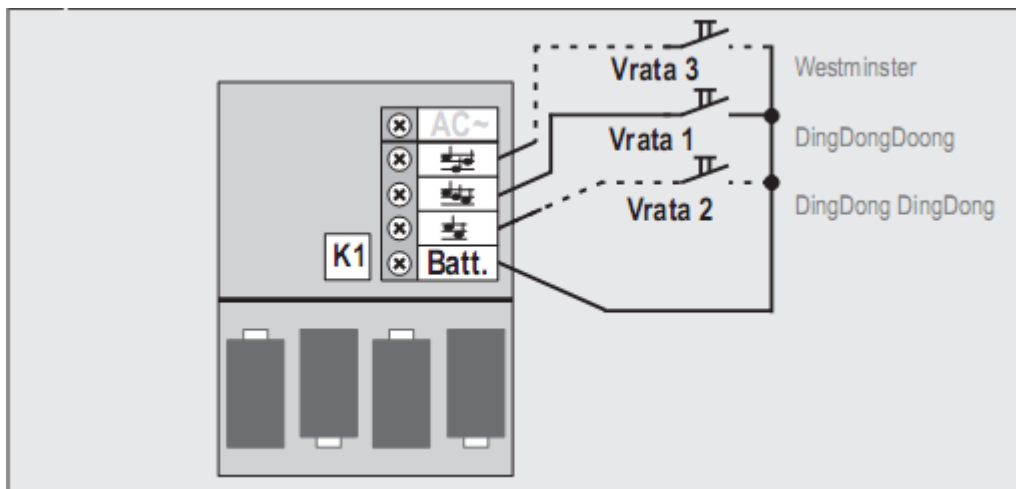 Vrata 3
Westminster
AC~
Vrata 1
DingDongDoong
Vrata 2
DingDong DingDong
K1
Batt.